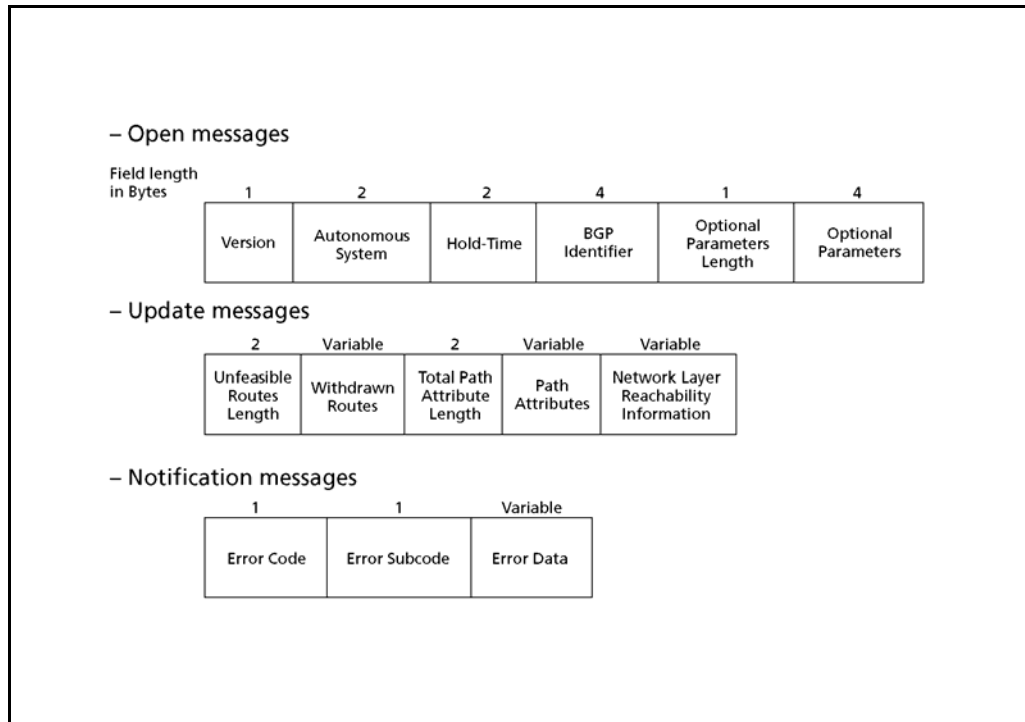 – Open messages
Field length
in Bytes
1 2 2 4 1 4
Version
Autonomous
System
Hold-Time
BGP
Identifier
Optional
Parameters
Length
Optional
Parameters
– Update messages
2 Variable 2 Variable Variable
Unfeasible
Routes
Length
Withdrawn
Routes
Total Path
Attribute
Length
Path
Attributes
Network Layer
Reachability
Information
– Notification messages
1 1 Variable
Error Code
Error Subcode
Error Data